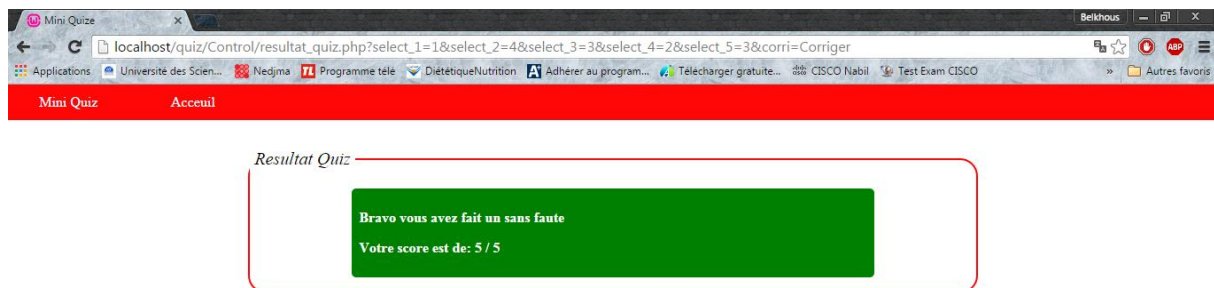 Mini Quize
Belkhous
localhost/quiz/Control/resultat_quiz.php?select_1=1&select_2=4&select_3=3&select_4=2&select_5=3&corri=Corriger
ABP
Applications Université des Scien... Nedjma TL Programme télé DiététiqueNutrition Adhérer au program... Télécharger gratuite... CISCO Nabil Test Exam CISCO » Autres favoris
Mini Quiz Acceuil
Resultat Quiz
Bravo vous avez fait un sans faute
Votre score est de: 5 / 5